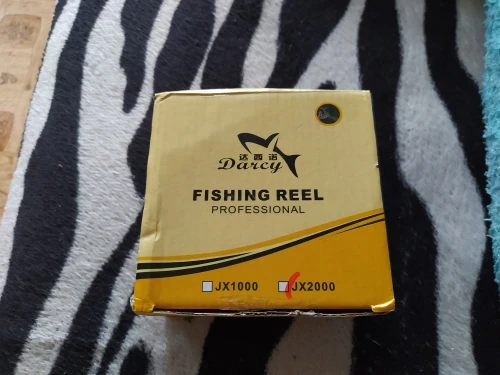 达西诺
Darcy
FISHING REEL
PROFESSIONAL
JX1000 JX2000